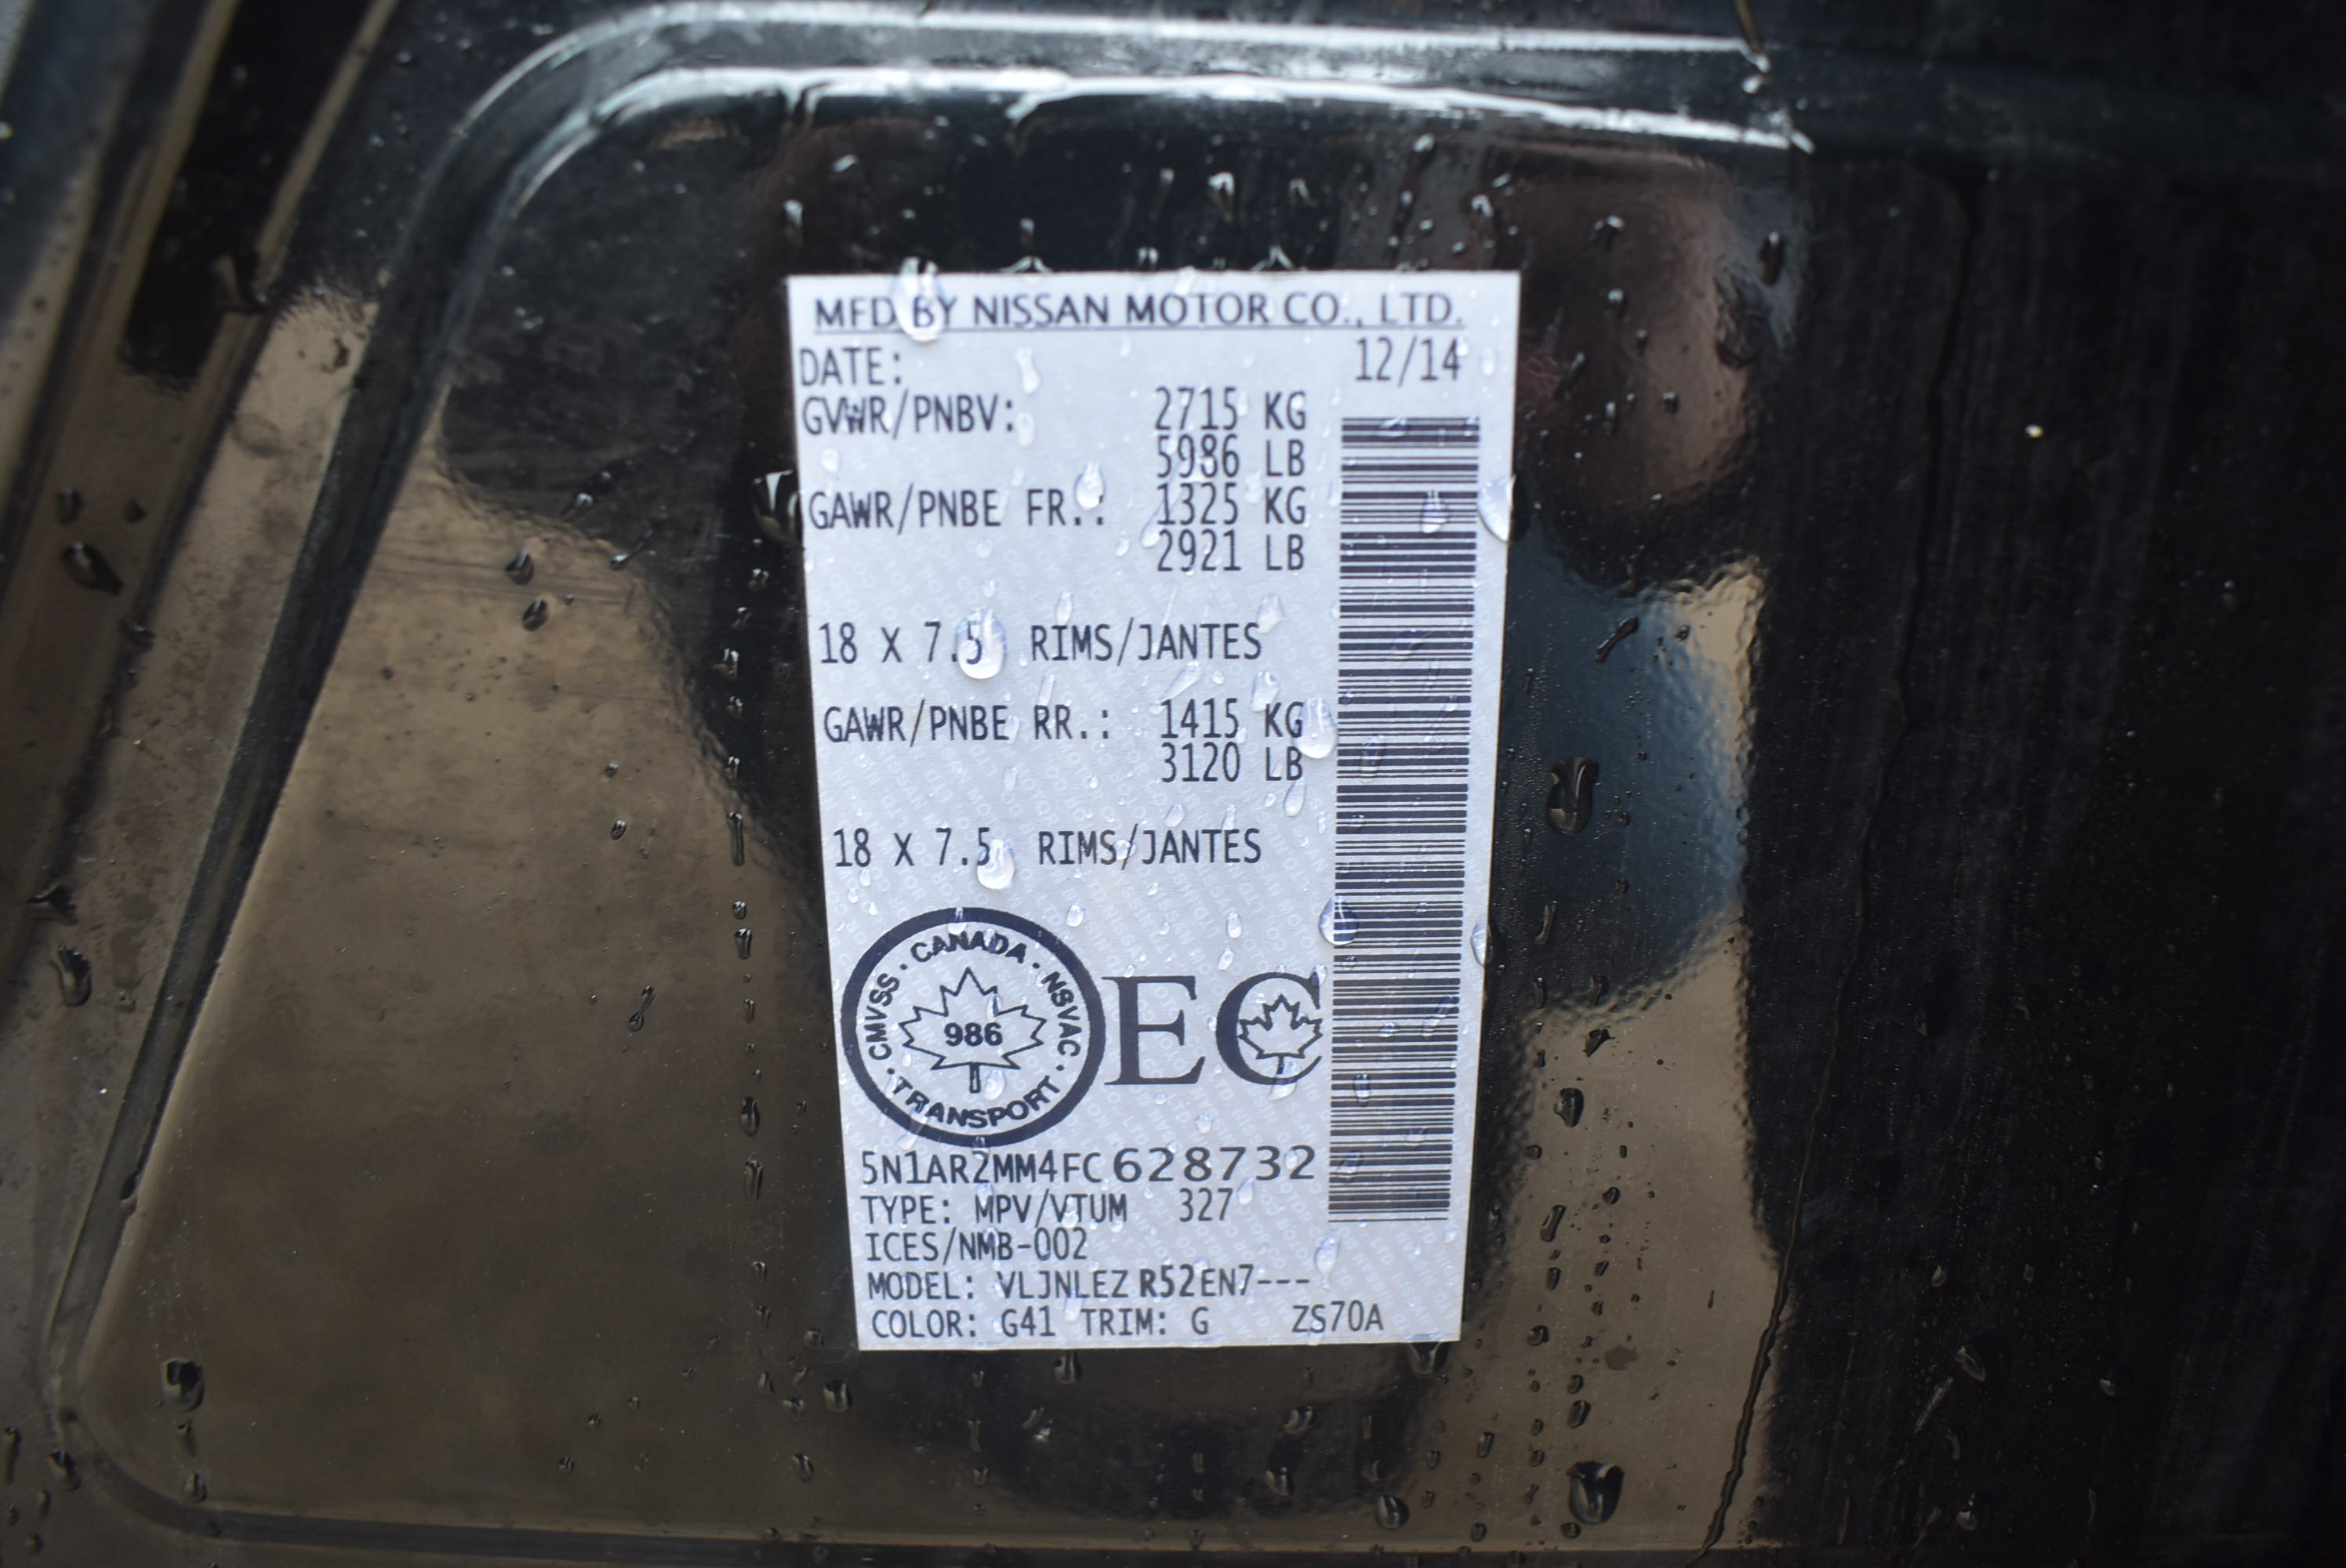 MFD BY NISSAN MOTOR CO., LTD.
DATE: 12/14
GVWR/PNBV: 2715 KG
5986 LB
GAWR/PNBE FR.: 1325 KG
2921 LB
18 X 7.5 RIMS/JANTES
GAWR/PNBE RR.: 1415 KG
3120 LB
18 X 7.5 RIMS/JANTES
CMVSS · CANADA · NSVAC · TRANSPORT ·
986
EC
5N1AR2MM4FC628732
TYPE: MPV/VTUM 327
ICES/NMB-002
MODEL: VLJNLEZ R52EN7---
COLOR: G41 TRIM: G ZS70A